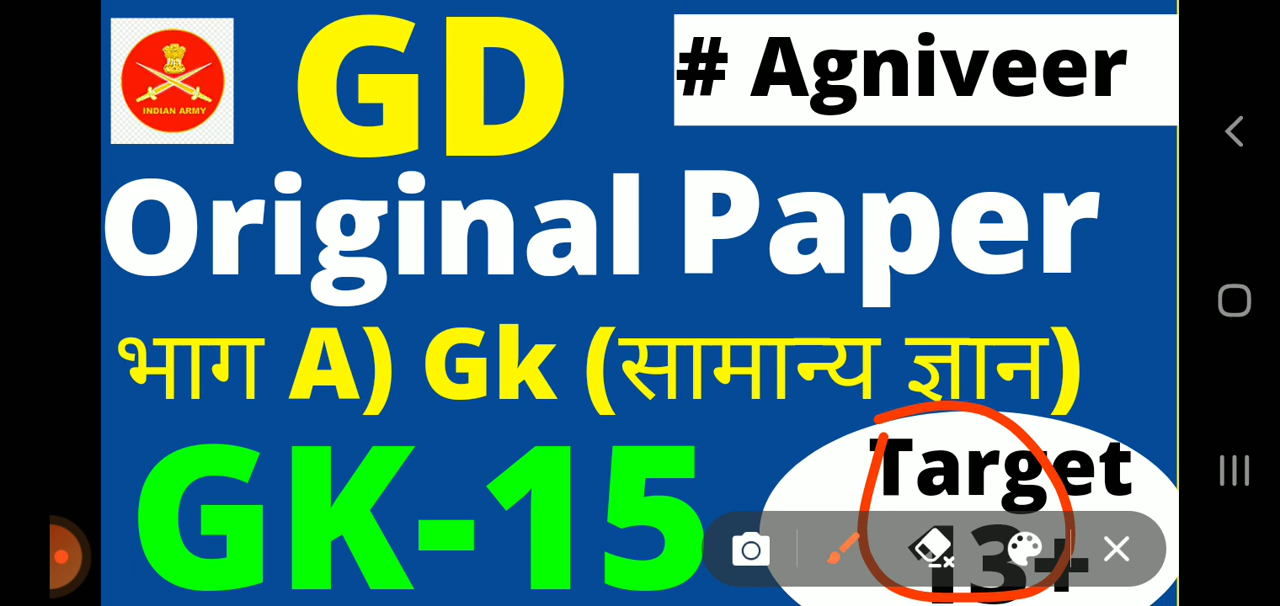 INDIAN ARMY
GD
# Agniveer
Original Paper
भाग A) Gk (सामान्य ज्ञान)
GK-15
Target
13+